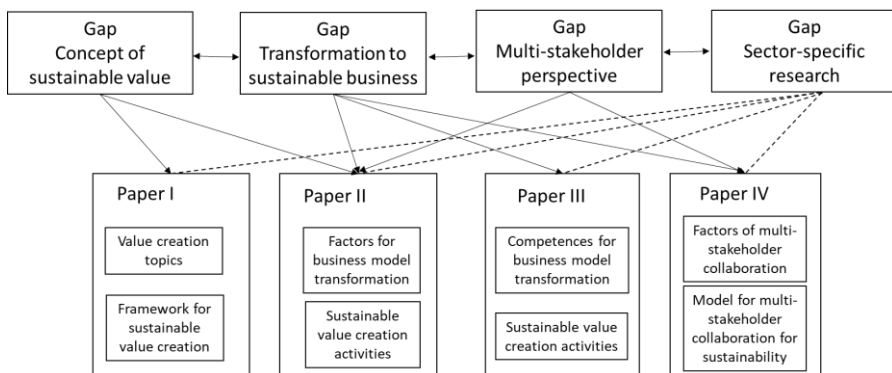 Gap
Concept of
sustainable value
Gap
Transformation to
sustainable business
Gap
Multi-stakeholder
perspective
Gap
Sector-specific
research
Paper I
Value creation
topics
Framework for
sustainable
value creation
Paper II
Factors for
business model
transformation
Sustainable
value creation
activities
Paper III
Competences for
business model
transformation
Sustainable value
creation activities
Paper IV
Factors of multi-
stakeholder
collaboration
Model for multi-
stakeholder
collaboration for
sustainability